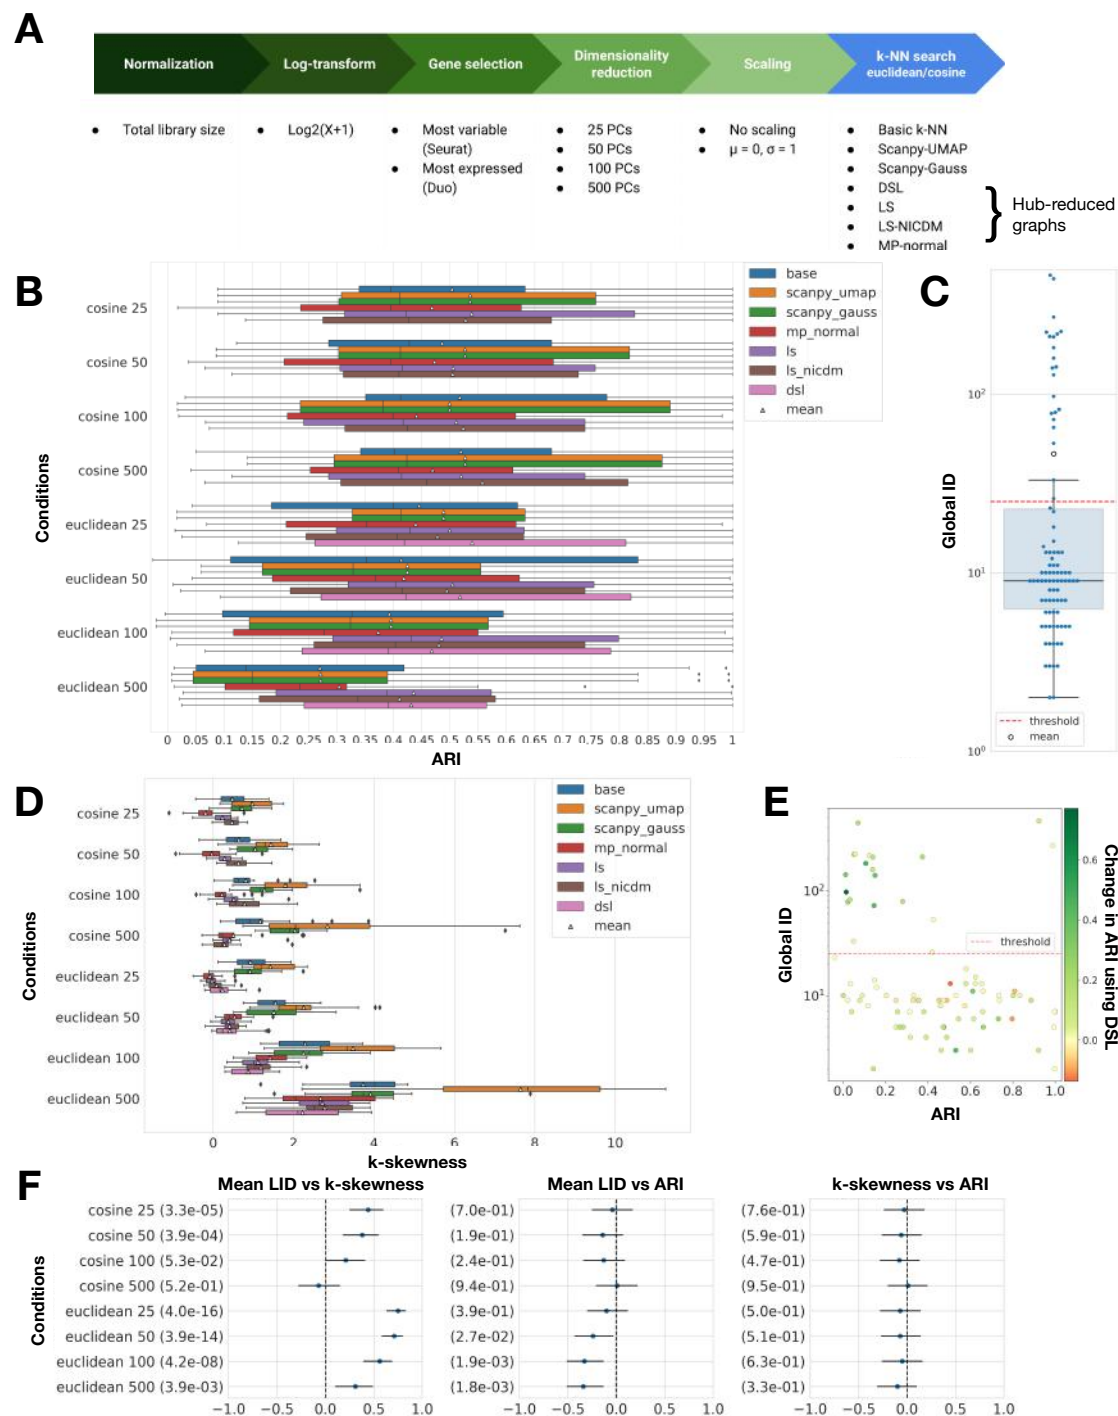 A
Normalization
Log-transform
Gene selection
Dimensionality
reduction
Scaling
k-NN search
euclidean/cosine
• Total library size
• Log2(X+1)
• Most variable
(Seurat)
• Most expressed
(Duo)
• 25 PCs
• 50 PCs
• 100 PCs
• 500 PCs
• No scaling
• μ = 0, σ = 1
• Basic k-NN
• Scanpy-UMAP
• Scanpy-Gauss
• DSL
• LS
• LS-NICDM
• MP-normal
} Hub-reduced
graphs
B
Conditions
cosine 25
cosine 50
cosine 100
cosine 500
euclidean 25
euclidean 50
euclidean 100
euclidean 500
0 0.05 0.1 0.15 0.2 0.25 0.3 0.35 0.4 0.45 0.5 0.55 0.6 0.65 0.7 0.75 0.8 0.85 0.9 0.95 1
ARI
base
scanpy_umap
scanpy_gauss
mp_normal
ls
ls_nicdm
dsl
mean
C
Global ID
10²
10¹
10⁰
threshold
mean
D
Conditions
cosine 25
cosine 50
cosine 100
cosine 500
euclidean 25
euclidean 50
euclidean 100
euclidean 500
0 2 4 6 8 10
k-skewness
base
scanpy_umap
scanpy_gauss
mp_normal
ls
ls_nicdm
dsl
mean
E
Global ID
10²
10¹
threshold
0.0 0.2 0.4 0.6 0.8 1.0
ARI
0.6
0.4
0.2
0.0
Change in ARI using DSL
F
Conditions
Mean LID vs k-skewness
cosine 25 (3.3e-05)
cosine 50 (3.9e-04)
cosine 100 (5.3e-02)
cosine 500 (5.2e-01)
euclidean 25 (4.0e-16)
euclidean 50 (3.9e-14)
euclidean 100 (4.2e-08)
euclidean 500 (3.9e-03)
−1.0 −0.5 0.0 0.5 1.0
Mean LID vs ARI
(7.0e-01)
(1.9e-01)
(2.4e-01)
(9.4e-01)
(3.9e-01)
(2.7e-02)
(1.9e-03)
(1.8e-03)
−1.0 −0.5 0.0 0.5 1.0
k-skewness vs ARI
(7.6e-01)
(5.9e-01)
(4.7e-01)
(9.5e-01)
(5.0e-01)
(5.1e-01)
(6.3e-01)
(3.3e-01)
−1.0 −0.5 0.0 0.5 1.0